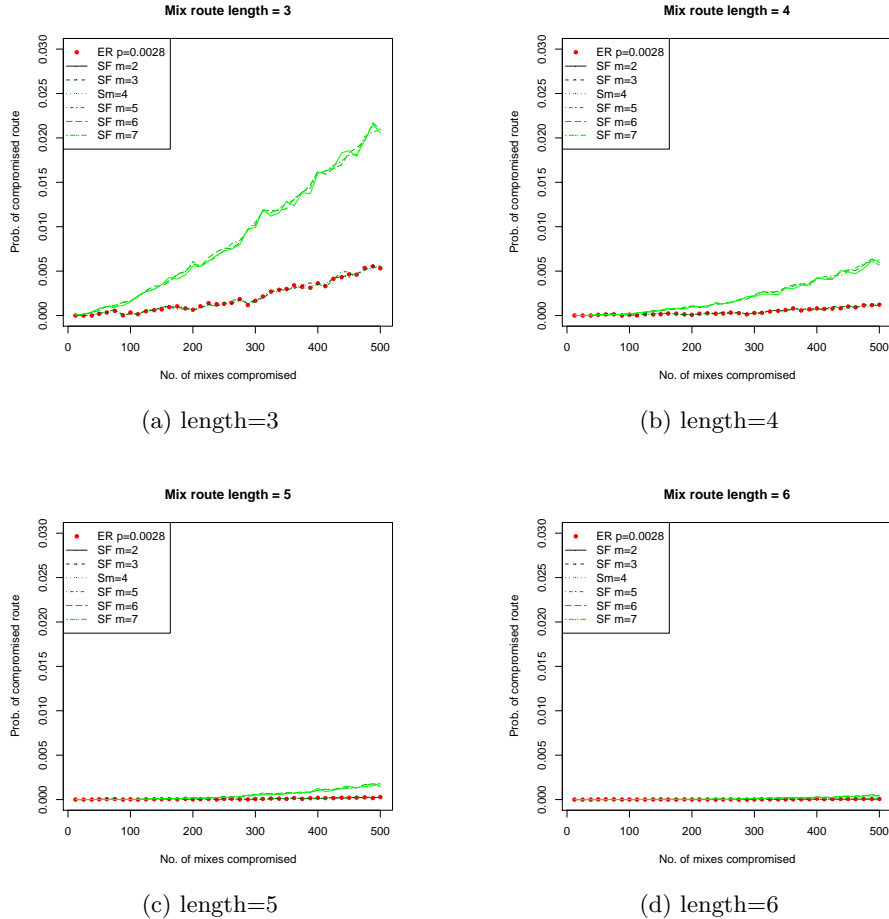 Mix route length = 3
Prob. of compromised route
0.030
0.025
0.020
0.015
0.010
0.005
0.000
ER p=0.0028
SF m=2
SF m=3
Sm=4
SF m=5
SF m=6
SF m=7
0 100 200 300 400 500
No. of mixes compromised
(a) length=3
Mix route length = 4
Prob. of compromised route
0.030
0.025
0.020
0.015
0.010
0.005
0.000
ER p=0.0028
SF m=2
SF m=3
Sm=4
SF m=5
SF m=6
SF m=7
0 100 200 300 400 500
No. of mixes compromised
(b) length=4
Mix route length = 5
Prob. of compromised route
0.030
0.025
0.020
0.015
0.010
0.005
0.000
ER p=0.0028
SF m=2
SF m=3
Sm=4
SF m=5
SF m=6
SF m=7
0 100 200 300 400 500
No. of mixes compromised
(c) length=5
Mix route length = 6
Prob. of compromised route
0.030
0.025
0.020
0.015
0.010
0.005
0.000
ER p=0.0028
SF m=2
SF m=3
Sm=4
SF m=5
SF m=6
SF m=7
0 100 200 300 400 500
No. of mixes compromised
(d) length=6